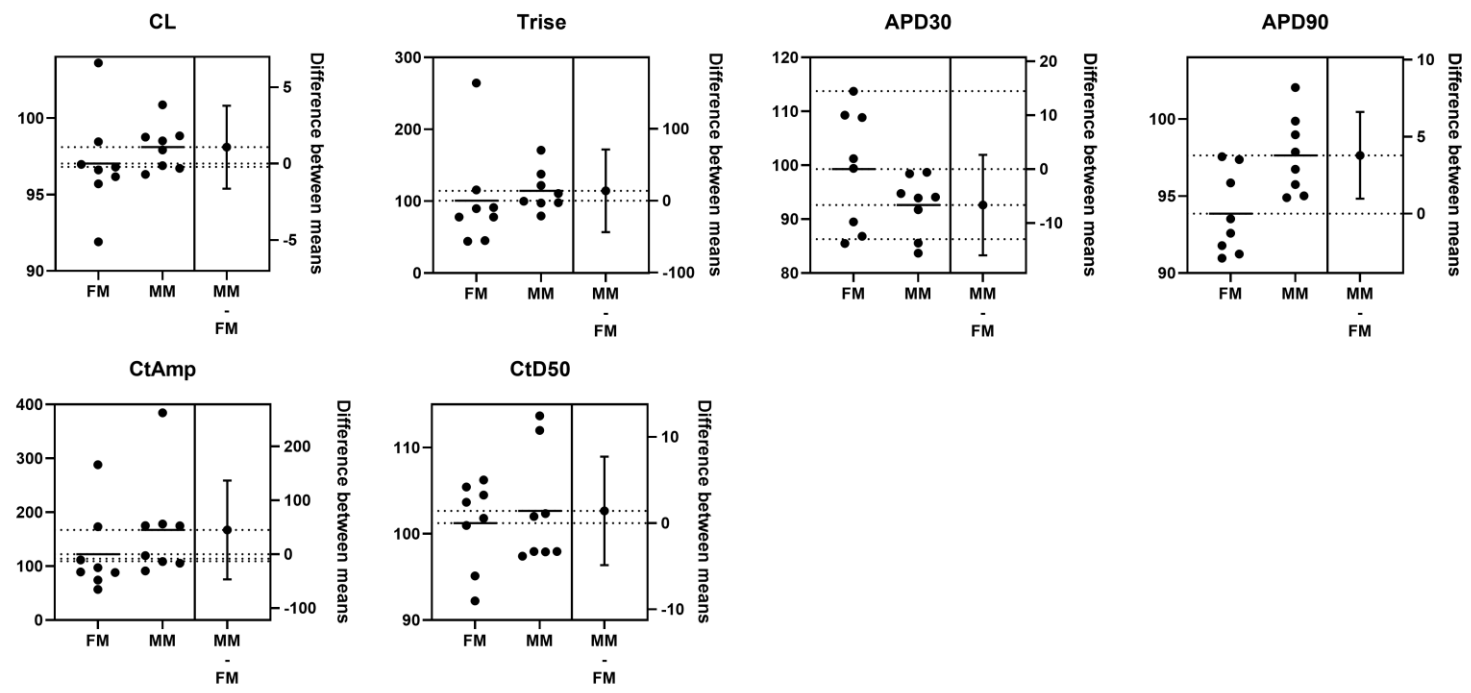 CL
100
95
90
5
0
-5
Difference between means
FM
MM
MM
-
FM
Trise
300
200
100
0
100
0
-100
Difference between means
FM
MM
MM
-
FM
APD30
120
110
100
90
80
20
10
0
-10
Difference between means
FM
MM
MM
-
FM
APD90
100
95
90
10
5
0
Difference between means
FM
MM
MM
-
FM
CtAmp
400
300
200
100
0
200
100
0
-100
Difference between means
FM
MM
MM
-
FM
CtD50
110
100
90
10
0
-10
Difference between means
FM
MM
MM
-
FM